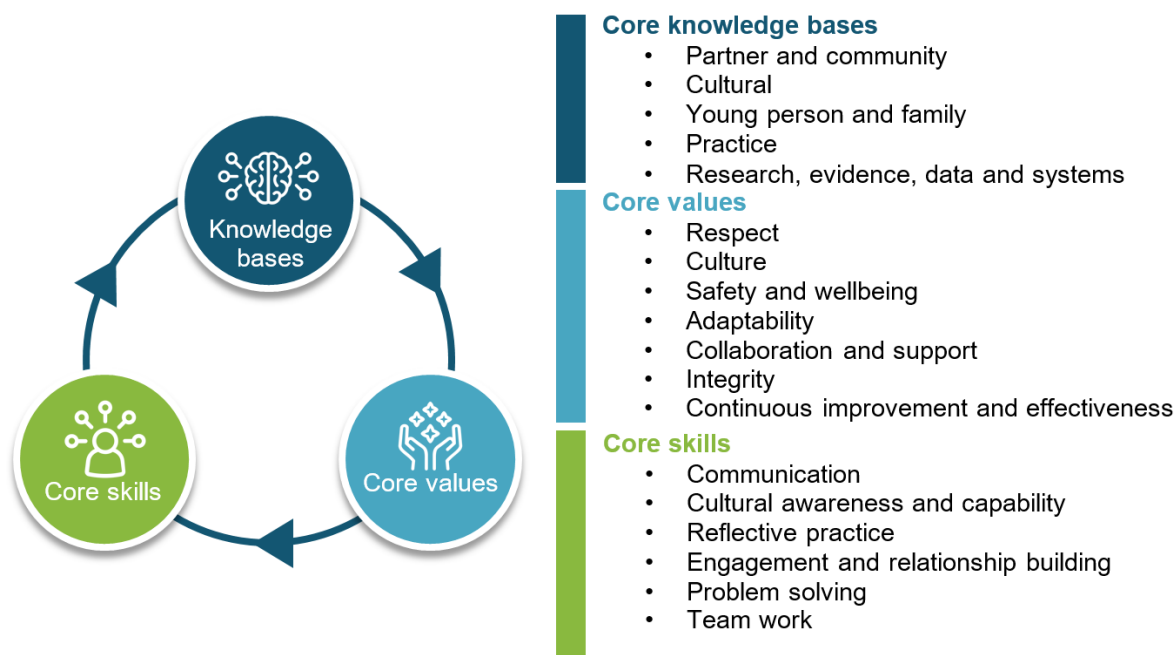 Knowledge
bases
Core skills
Core values
Core knowledge bases
• Partner and community
• Cultural
• Young person and family
• Practice
• Research, evidence, data and systems
Core values
• Respect
• Culture
• Safety and wellbeing
• Adaptability
• Collaboration and support
• Integrity
• Continuous improvement and effectiveness
Core skills
• Communication
• Cultural awareness and capability
• Reflective practice
• Engagement and relationship building
• Problem solving
• Team work